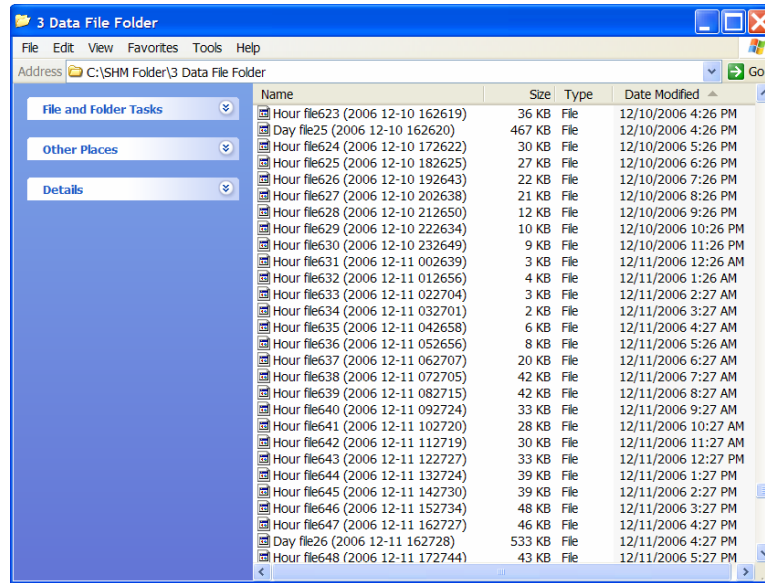 3 Data File Folder
File Edit View Favorites Tools Help
Address C:\SHM Folder\3 Data File Folder Go
File and Folder Tasks
Other Places
Details
Name Size Type Date Modified
Hour file623 (2006 12-10 162619) 36 KB File 12/10/2006 4:26 PM
Day file25 (2006 12-10 162620) 467 KB File 12/10/2006 4:26 PM
Hour file624 (2006 12-10 172622) 30 KB File 12/10/2006 5:26 PM
Hour file625 (2006 12-10 182625) 27 KB File 12/10/2006 6:26 PM
Hour file626 (2006 12-10 192643) 22 KB File 12/10/2006 7:26 PM
Hour file627 (2006 12-10 202638) 21 KB File 12/10/2006 8:26 PM
Hour file628 (2006 12-10 212650) 12 KB File 12/10/2006 9:26 PM
Hour file629 (2006 12-10 222634) 10 KB File 12/10/2006 10:26 PM
Hour file630 (2006 12-10 232649) 9 KB File 12/10/2006 11:26 PM
Hour file631 (2006 12-11 002639) 3 KB File 12/11/2006 12:26 AM
Hour file632 (2006 12-11 012656) 4 KB File 12/11/2006 1:26 AM
Hour file633 (2006 12-11 022704) 3 KB File 12/11/2006 2:27 AM
Hour file634 (2006 12-11 032701) 2 KB File 12/11/2006 3:27 AM
Hour file635 (2006 12-11 042658) 6 KB File 12/11/2006 4:27 AM
Hour file636 (2006 12-11 052656) 8 KB File 12/11/2006 5:26 AM
Hour file637 (2006 12-11 062707) 20 KB File 12/11/2006 6:27 AM
Hour file638 (2006 12-11 072705) 42 KB File 12/11/2006 7:27 AM
Hour file639 (2006 12-11 082715) 42 KB File 12/11/2006 8:27 AM
Hour file640 (2006 12-11 092724) 33 KB File 12/11/2006 9:27 AM
Hour file641 (2006 12-11 102720) 28 KB File 12/11/2006 10:27 AM
Hour file642 (2006 12-11 112719) 30 KB File 12/11/2006 11:27 AM
Hour file643 (2006 12-11 122727) 33 KB File 12/11/2006 12:27 PM
Hour file644 (2006 12-11 132724) 39 KB File 12/11/2006 1:27 PM
Hour file645 (2006 12-11 142730) 39 KB File 12/11/2006 2:27 PM
Hour file646 (2006 12-11 152734) 48 KB File 12/11/2006 3:27 PM
Hour file647 (2006 12-11 162727) 46 KB File 12/11/2006 4:27 PM
Day file26 (2006 12-11 162728) 533 KB File 12/11/2006 4:27 PM
Hour file648 (2006 12-11 172744) 43 KB File 12/11/2006 5:27 PM